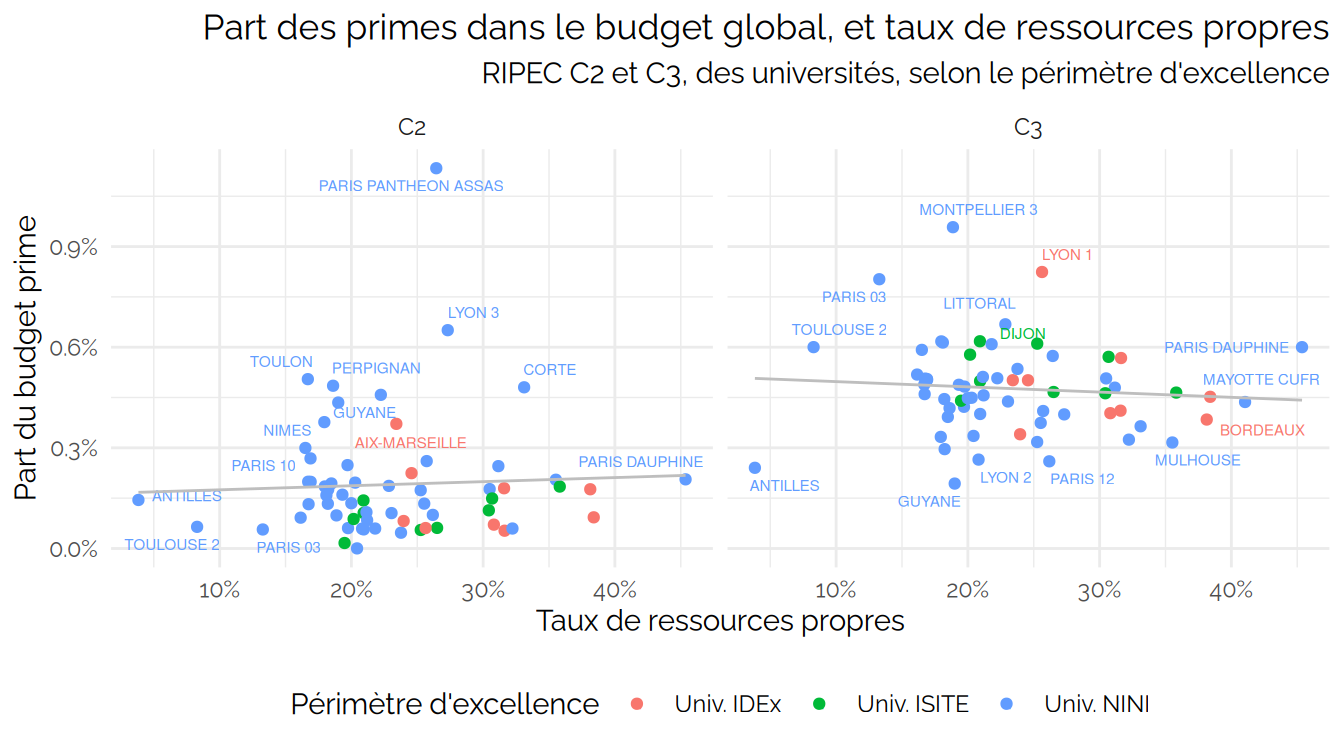 Part des primes dans le budget global, et taux de ressources propres
RIPEC C2 et C3, des universités, selon le périmètre d'excellence
C2
C3
Part du budget prime
0.9%
0.6%
0.3%
0.0%
PARIS PANTHEON ASSAS
LYON 3
TOULON
PERPIGNAN
CORTE
GUYANE
NIMES
AIX-MARSEILLE
PARIS 10
PARIS DAUPHINE
ANTILLES
TOULOUSE 2
PARIS 03
MONTPELLIER 3
LYON 1
PARIS 03
LITTORAL
TOULOUSE 2
DIJON
PARIS DAUPHINE
MAYOTTE CUFR
BORDEAUX
MULHOUSE
ANTILLES
LYON 2
PARIS 12
GUYANE
10%
20%
30%
40%
10%
20%
30%
40%
Taux de ressources propres
Périmètre d'excellence
Univ. IDEx
Univ. ISITE
Univ. NINI